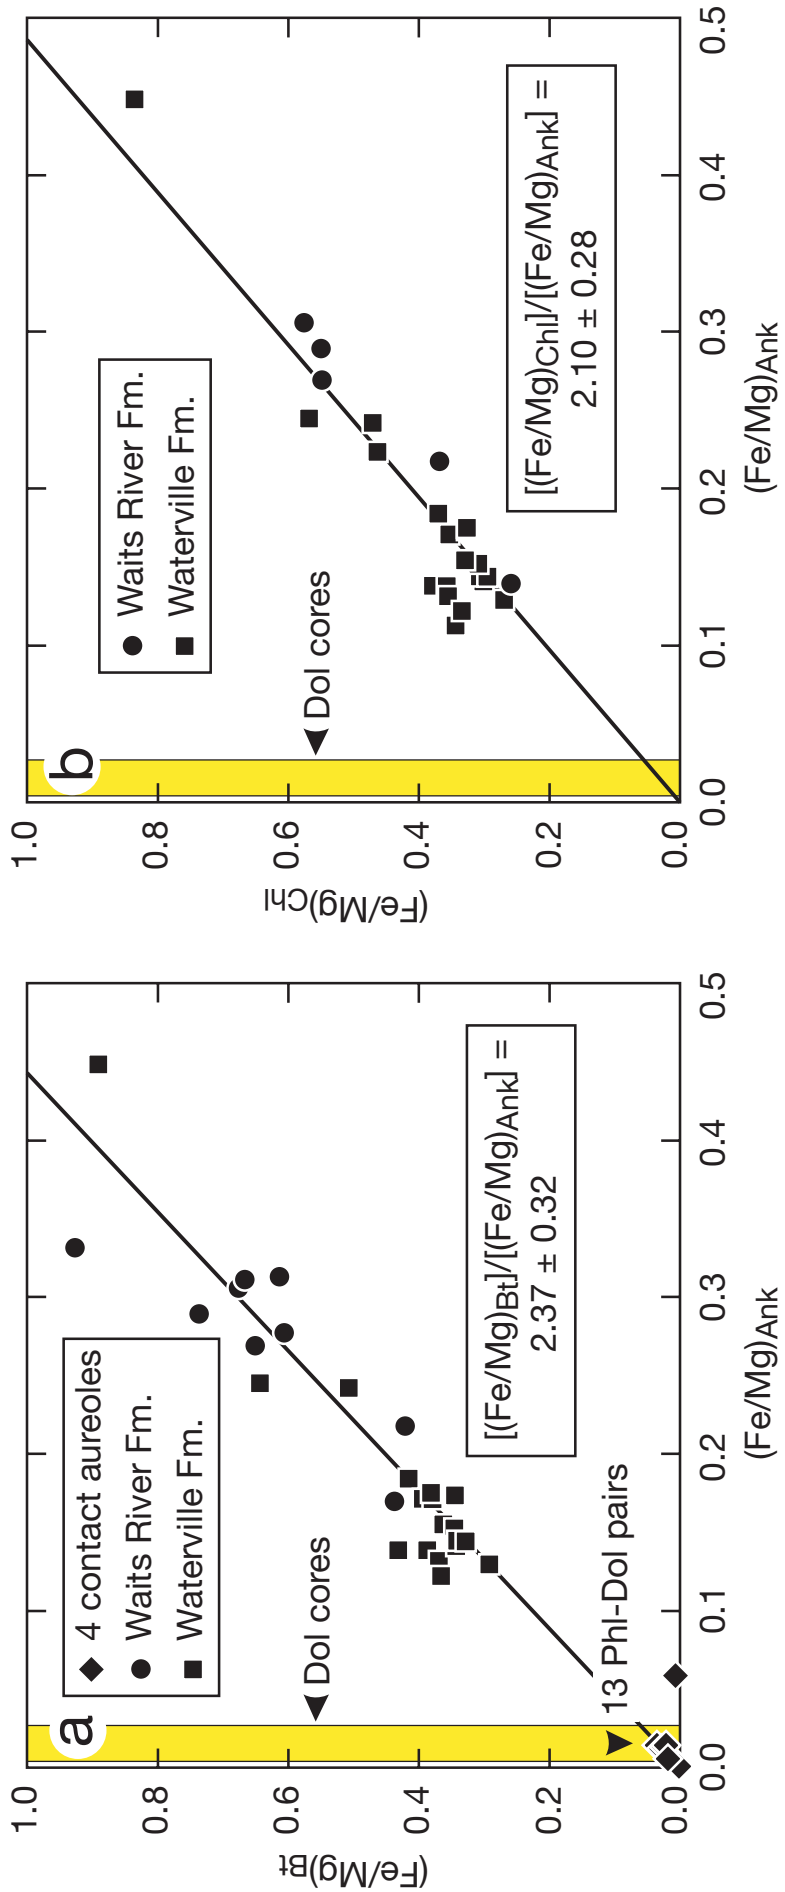 a
1.0
0.8
0.6
0.4
0.2
0.0
(Fe/Mg)Bt
4 contact aureoles
Waits River Fm.
Waterville Fm.
Dol cores
[(Fe/Mg)Bt]/[(Fe/Mg)Ank] =
2.37 ± 0.32
13 Phl-Dol pairs
0.0
0.1
0.2
0.3
0.4
0.5
(Fe/Mg)Ank
b
1.0
0.8
0.6
0.4
0.2
0.0
(Fe/Mg)Chl
Waits River Fm.
Waterville Fm.
Dol cores
[(Fe/Mg)Chl]/[(Fe/Mg)Ank] =
2.10 ± 0.28
0.0
0.1
0.2
0.3
0.4
0.5
(Fe/Mg)Ank